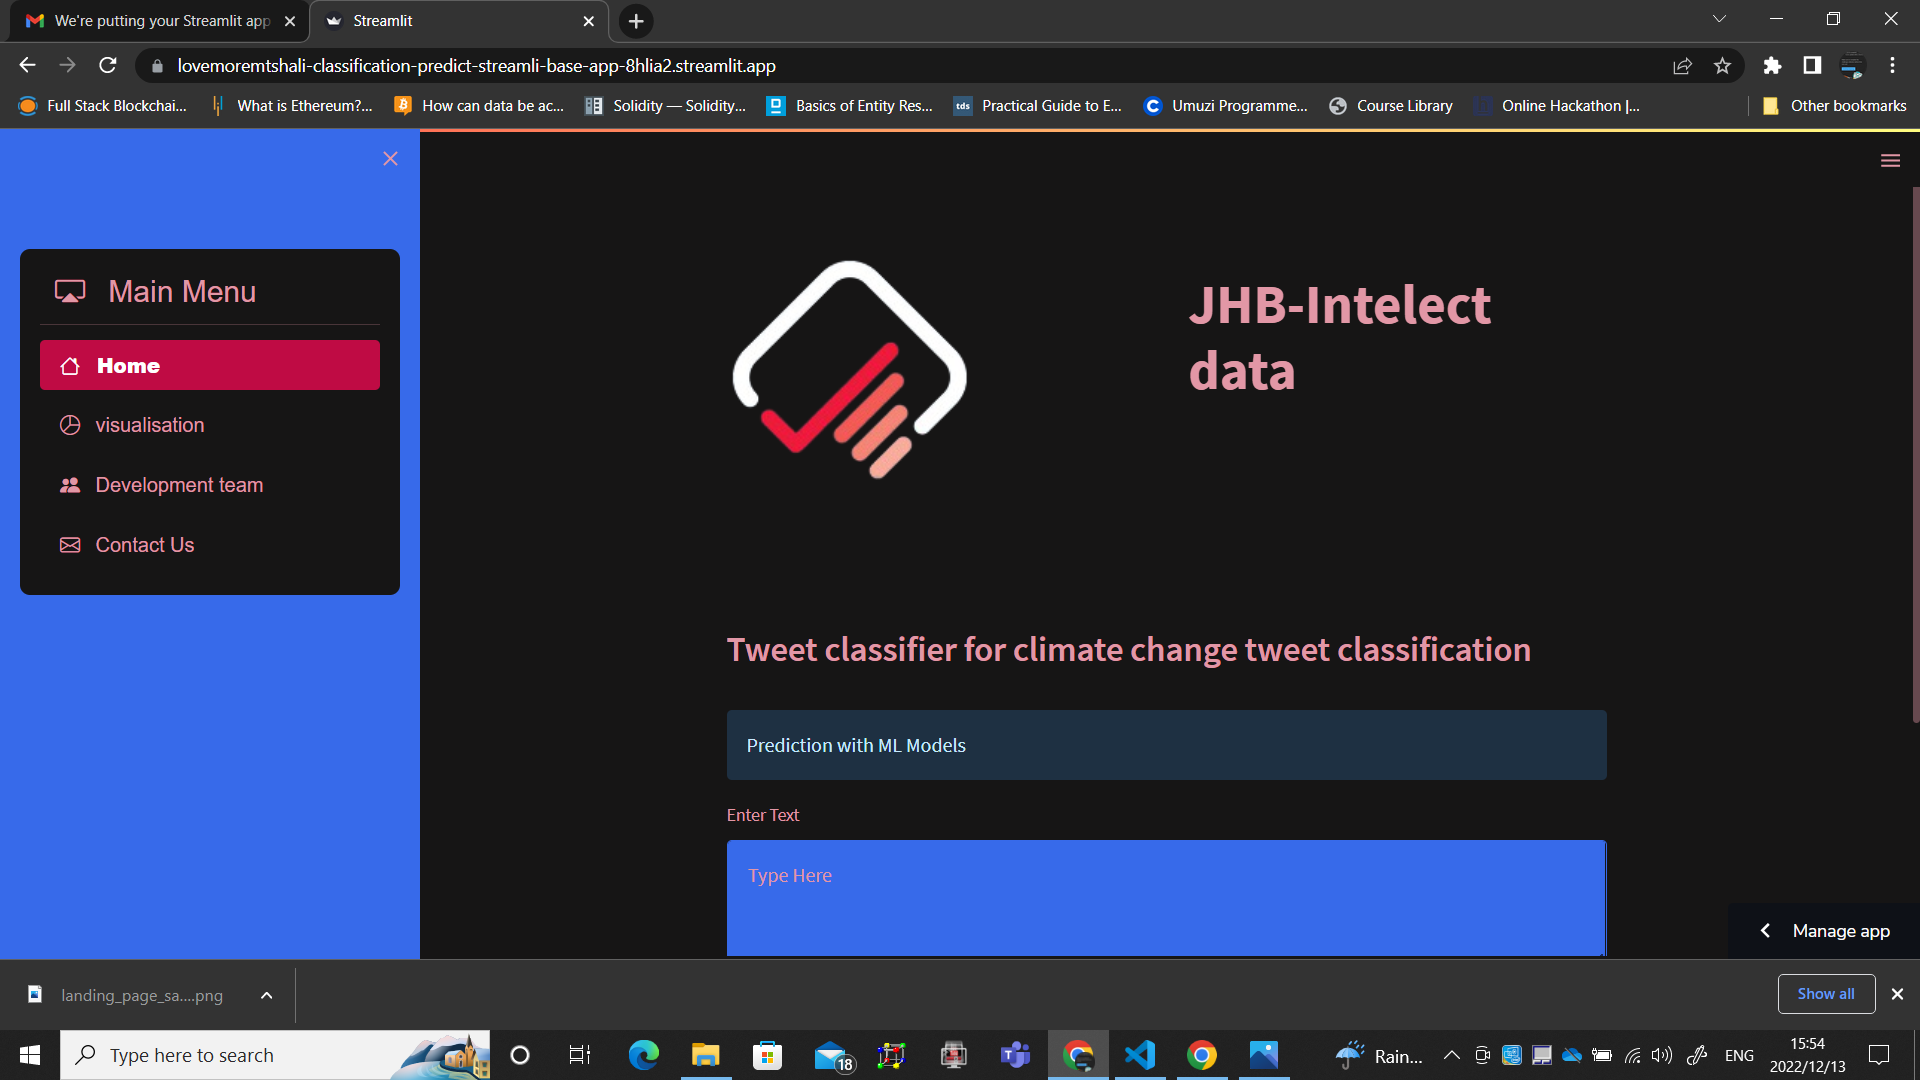 We're putting your Streamlit app
Streamlit
lovemoremtshali-classification-predict-streamli-base-app-8hlia2.streamlit.app
Full Stack Blockchai...
What is Ethereum?...
How can data be ac...
Solidity — Solidity...
Basics of Entity Res...
tds
Practical Guide to E...
Umuzi Programme...
Course Library
Online Hackathon |...
Other bookmarks
Main Menu
Home
visualisation
Development team
Contact Us
JHB-Intelect
data
Tweet classifier for climate change tweet classification
Prediction with ML Models
Enter Text
Type Here
Manage app
landing_page_sa....png
Show all
Type here to search
18
Rain...
ENG
15:54
2022/12/13